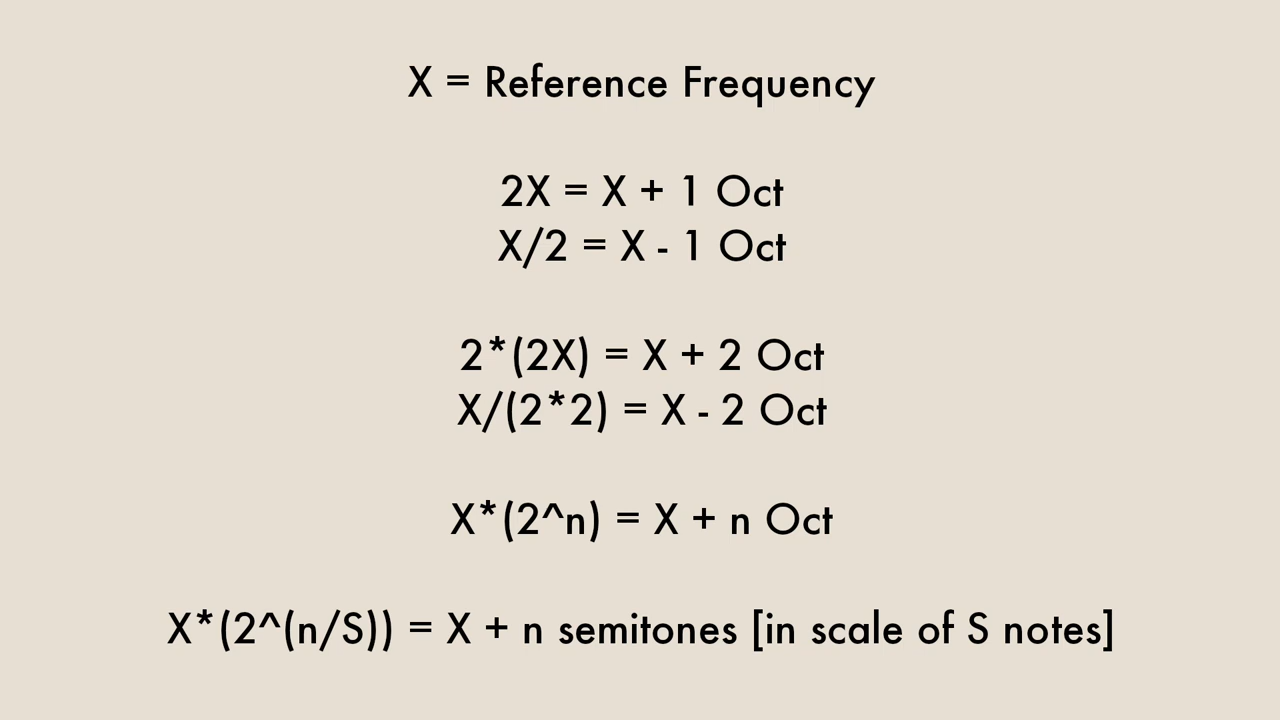 X = Reference Frequency
2X = X + 1 Oct
X/2 = X - 1 Oct
2*(2X) = X + 2 Oct
X/(2*2) = X - 2 Oct
X*(2^n) = X + n Oct
X*(2^(n/S)) = X + n semitones [in scale of S notes]